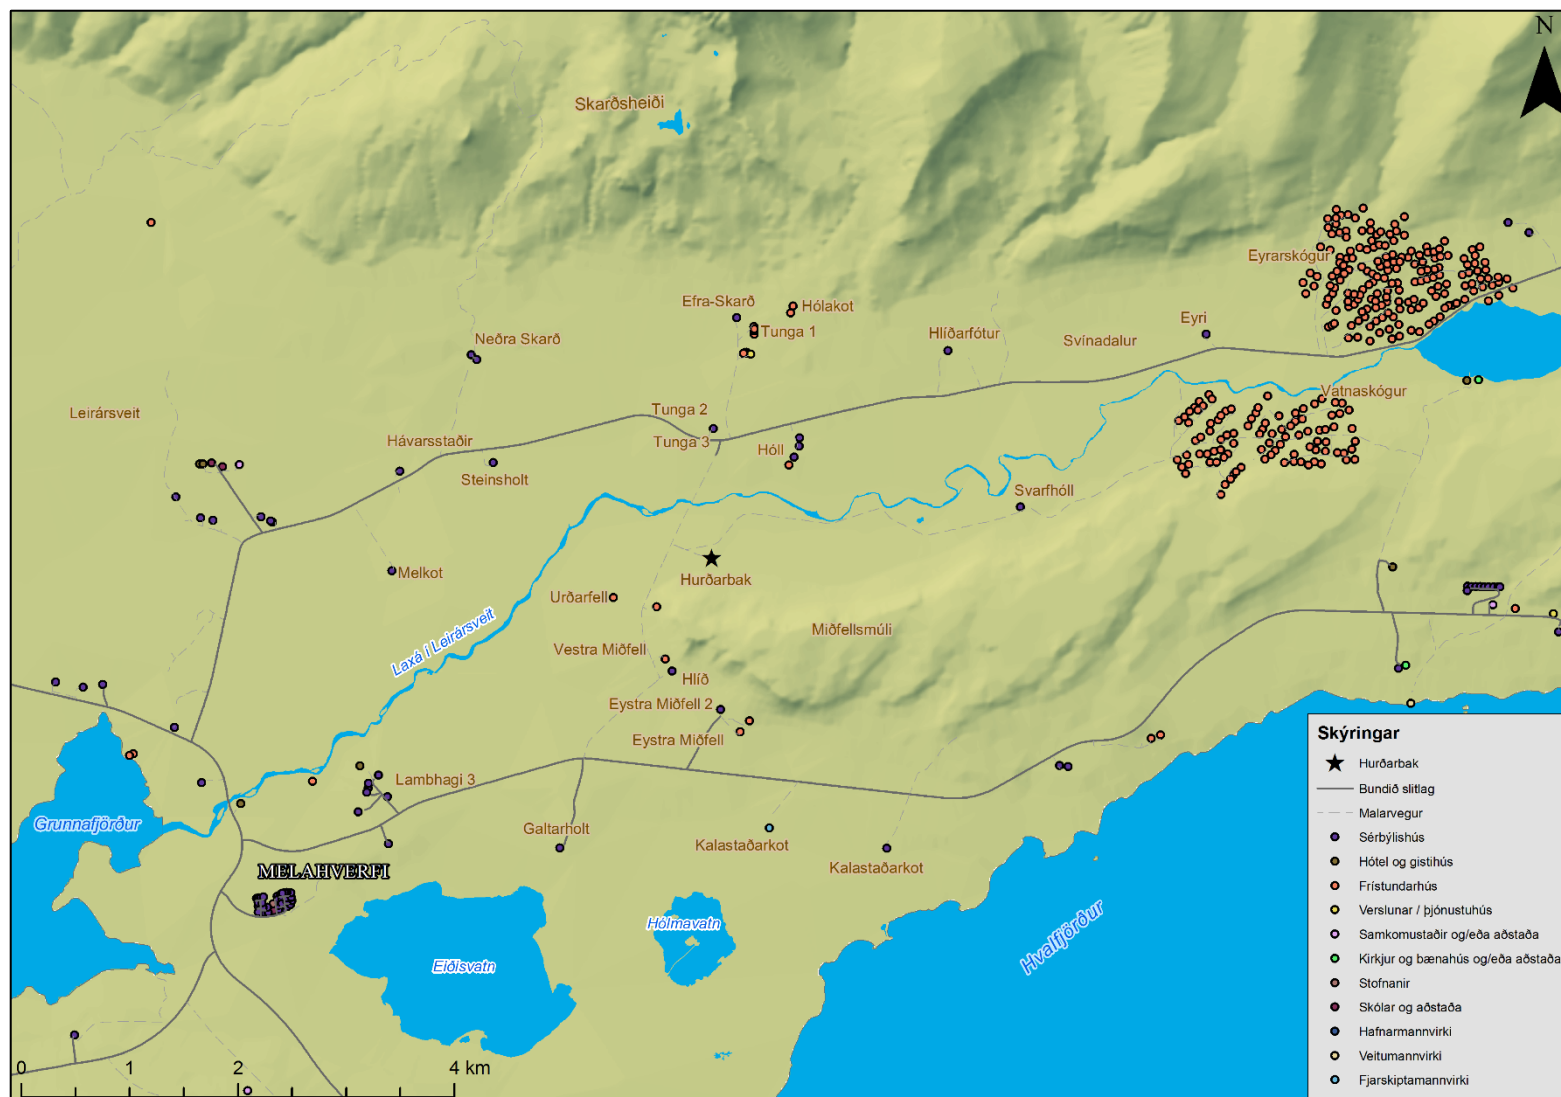 N
Skarðsheiði
Eyrarskógur
Efra-Skarð
Hólakot
Tunga 1
Neðra Skarð
Hlíðarfótur
Svínadalur
Eyri
Vatnaskógur
Leirársveit
Tunga 2
Hávarsstaðir
Tunga 3
Hóll
Steinsholt
Svarfhóll
Melkot
Hurðarbak
Urðarfell
Laxá í Leirársveit
Miðfellsmúli
Vestra Miðfell
Hlíð
Eystra Miðfell 2
Eystra Miðfell
Lambhagi 3
Grunnafjörður
Galtarholt
Kalastaðarkot
Kalastaðarkot
MELAHVERFI
Hólmavatn
Eiðisvatn
Hvalfjörður
Skýringar
Hurðarbak
Bundið slitlag
Malarvegur
Sérbýlishús
Hótel og gistihús
Frístundarhús
Verslunar / þjónustuhús
Samkomustaðir og/eða aðstaða
Kirkjur og bænahús og/eða aðstaða
Stofnanir
Skólar og aðstaða
Hafnarmannvirki
Veitumannvirki
Fjarskiptamannvirki
0 1 2 4 km